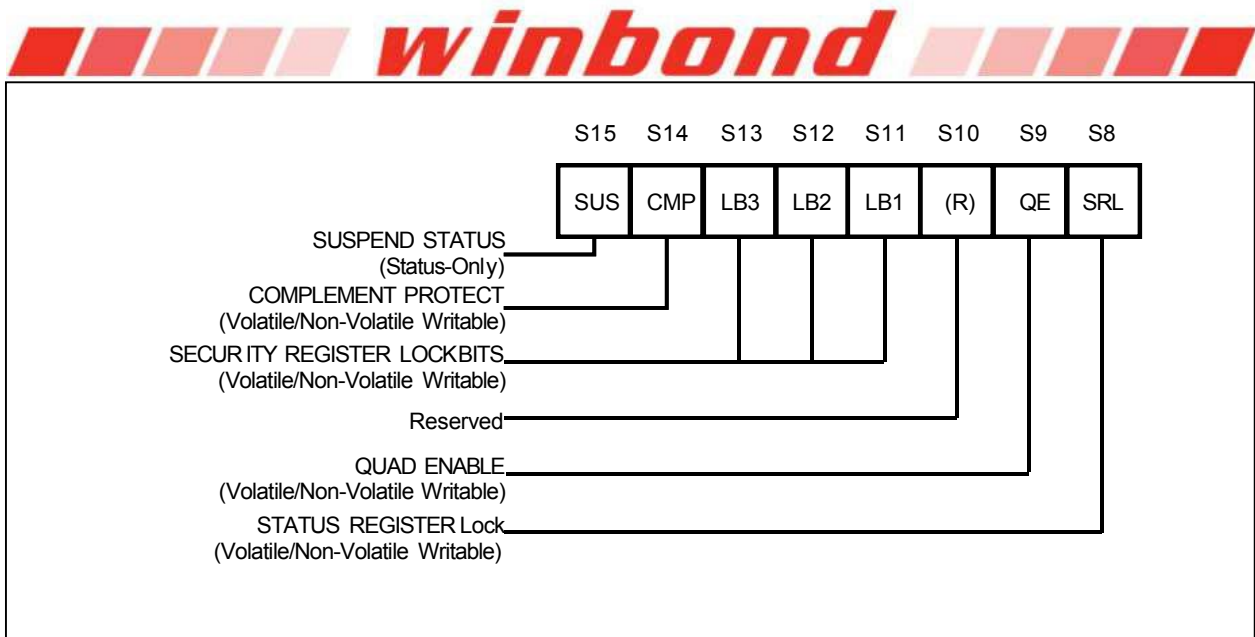 winbond
S15 S14 S13 S12 S11 S10 S9 S8
SUS CMP LB3 LB2 LB1 (R) QE SRL
SUSPEND STATUS
(Status-Only)
COMPLEMENT PROTECT
(Volatile/Non-Volatile Writable)
SECURITY REGISTER LOCKBITS
(Volatile/Non-Volatile Writable)
Reserved
QUAD ENABLE
(Volatile/Non-Volatile Writable)
STATUS REGISTER Lock
(Volatile/Non-Volatile Writable)